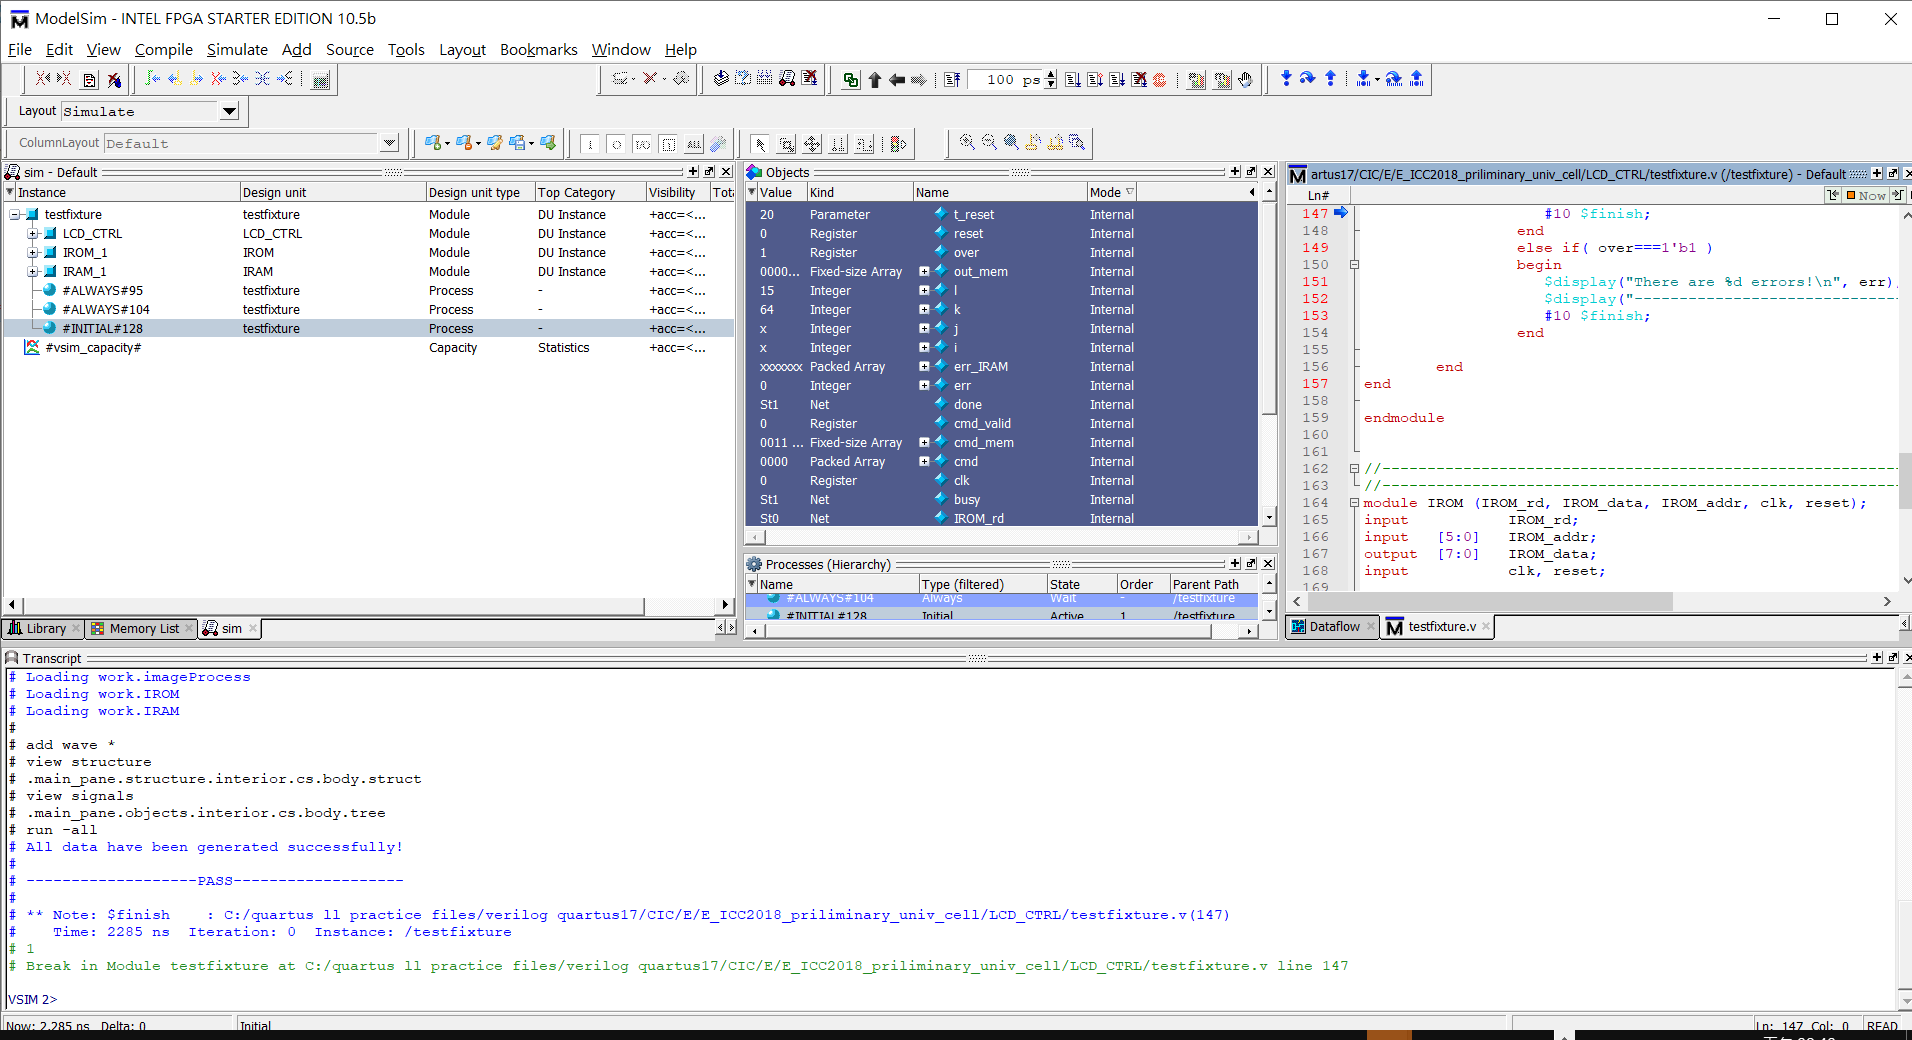 ModelSim - INTEL FPGA STARTER EDITION 10.5b
File Edit View Compile Simulate Add Source Tools Layout Bookmarks Window Help
100 ps
Layout Simulate
ColumnLayout Default
ALL
sim - Default
Instance Design unit Design unit type Top Category Visibility Tota
testfixture testfixture Module DU Instance +acc=<...
LCD_CTRL LCD_CTRL Module DU Instance +acc=<...
IROM_1 IROM Module DU Instance +acc=<...
IRAM_1 IRAM Module DU Instance +acc=<...
#ALWAYS#95 testfixture Process - +acc=<...
#ALWAYS#104 testfixture Process - +acc=<...
#INITIAL#128 testfixture Process - +acc=<...
#vsim_capacity# Capacity Statistics +acc=<...
Library Memory List sim
Objects
Value Kind Name Mode
20 Parameter t_reset Internal
0 Register reset Internal
1 Register over Internal
0000... Fixed-size Array out_mem Internal
15 Integer l Internal
64 Integer k Internal
x Integer j Internal
x Integer i Internal
xxxxxxx Packed Array err_IRAM Internal
0 Integer err Internal
St1 Net done Internal
0 Register cmd_valid Internal
0011 ... Fixed-size Array cmd_mem Internal
0000 Packed Array cmd Internal
0 Register clk Internal
St1 Net busy Internal
St0 Net IROM_rd Internal
Processes (Hierarchy)
Name Type (filtered) State Order Parent Path
#ALWAYS#104 Always Wait - /testfixture
#INITIAL#128 Initial Active 1 /testfixture
artus17/CIC/E/E_ICC2018_priliminary_univ_cell/LCD_CTRL/testfixture.v (/testfixture) - Default
Ln# Now
147 #10 $finish;
148 end
149 else if( over===1'b1 )
150 begin
151 $display("There are %d errors!\n", err)
152 $display("-----------------------------
153 #10 $finish;
154 end
155
156 end
157 end
158
159 endmodule
160
161
162 //---------------------------------------------------------
163 //---------------------------------------------------------
164 module IROM (IROM_rd, IROM_data, IROM_addr, clk, reset);
165 input IROM_rd;
166 input [5:0] IROM_addr;
167 output [7:0] IROM_data;
168 input clk, reset;
169
Dataflow testfixture.v
Transcript
# Loading work.imageProcess
# Loading work.IROM
# Loading work.IRAM
#
# add wave *
# view structure
# .main_pane.structure.interior.cs.body.struct
# view signals
# .main_pane.objects.interior.cs.body.tree
# run -all
# All data have been generated successfully!
#
# -------------------PASS-------------------
#
# ** Note: $finish : C:/quartus ll practice files/verilog quartus17/CIC/E/E_ICC2018_priliminary_univ_cell/LCD_CTRL/testfixture.v(147)
# Time: 2285 ns Iteration: 0 Instance: /testfixture
# 1
# Break in Module testfixture at C:/quartus ll practice files/verilog quartus17/CIC/E/E_ICC2018_priliminary_univ_cell/LCD_CTRL/testfixture.v line 147
VSIM 2>
Now: 2,285 ns Delta: 0 Initial Ln: 147 Col: 0 READ